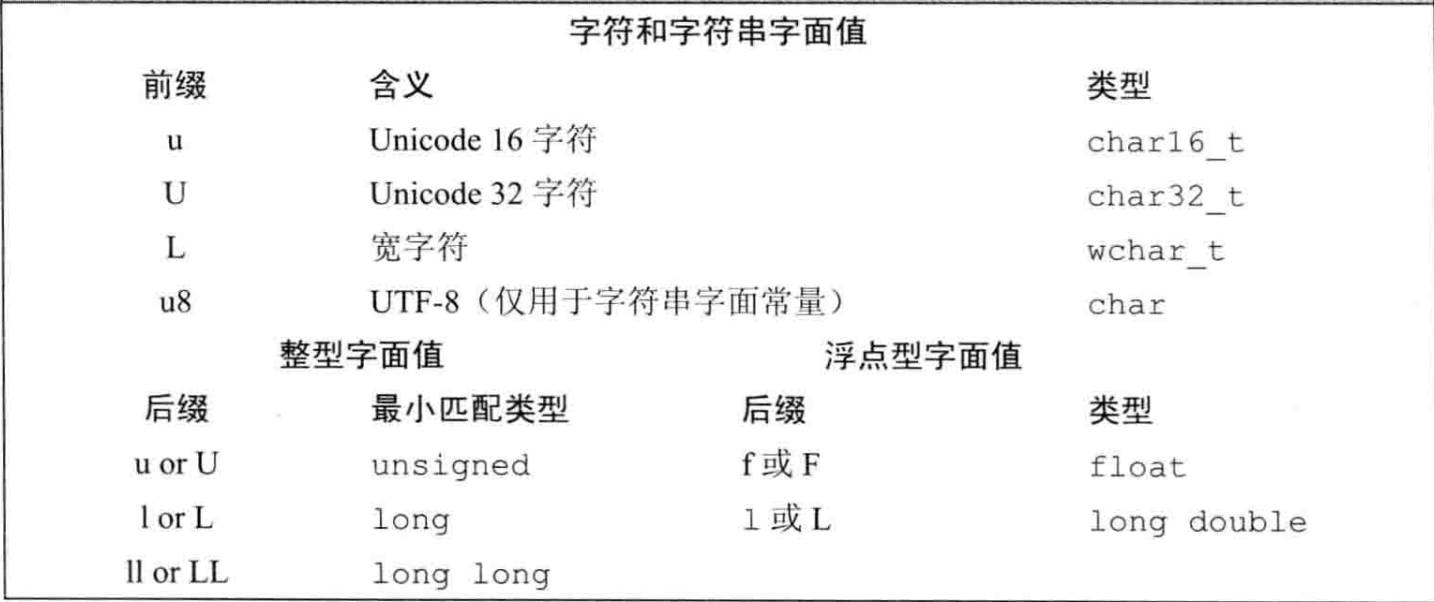 字符和字符串字面值
前缀 含义 类型
u Unicode 16 字符 char16_t
U Unicode 32 字符 char32_t
L 宽字符 wchar_t
u8 UTF-8（仅用于字符串字面常量） char
整型字面值 浮点型字面值
后缀 最小匹配类型 后缀 类型
u or U unsigned f 或 F float
l or L long l 或 L long double
ll or LL long long